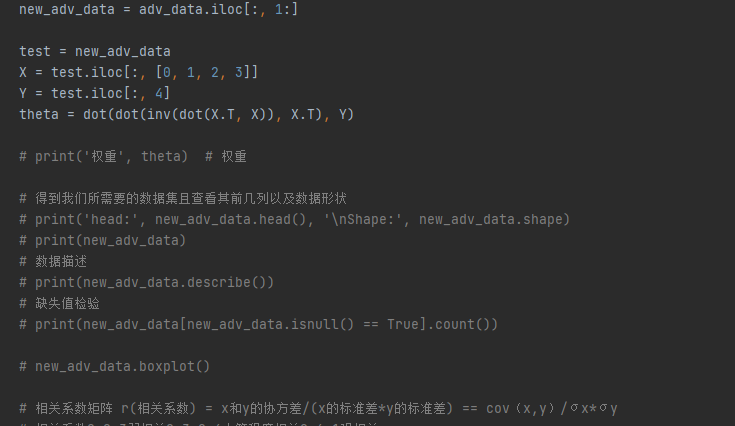 new_adv_data = adv_data.iloc[:, 1:]
test = new_adv_data
X = test.iloc[:, [0, 1, 2, 3]]
Y = test.iloc[:, 4]
theta = dot(dot(inv(dot(X.T, X)), X.T), Y)
# print('权重', theta)  # 权重
# 得到我们所需要的数据集且查看其前几列以及数据形状
# print('head:', new_adv_data.head(), '\nShape:', new_adv_data.shape)
# print(new_adv_data)
# 数据描述
# print(new_adv_data.describe())
# 缺失值检验
# print(new_adv_data[new_adv_data.isnull() == True].count())
# new_adv_data.boxplot()
# 相关系数矩阵 r(相关系数) = x和y的协方差/(x的标准差*y的标准差) == cov（x,y）/σx*σy